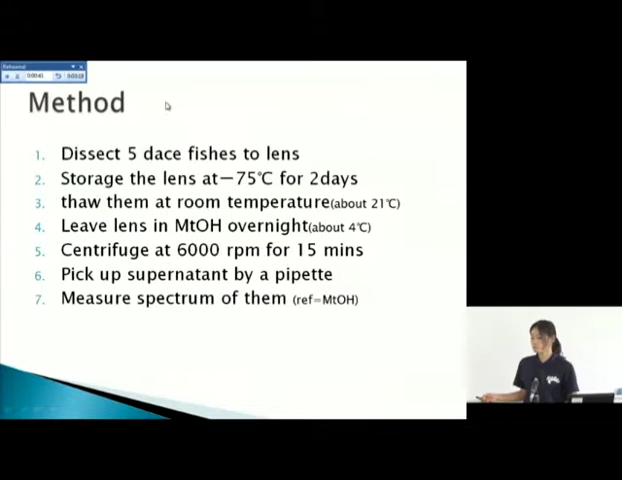 Rehearsal
Method
1. Dissect 5 dace fishes to lens
2. Storage the lens at－75℃ for 2days
3. thaw them at room temperature(about 21℃)
4. Leave lens in MtOH overnight(about 4℃)
5. Centrifuge at 6000 rpm for 15 mins
6. Pick up supernatant by a pipette
7. Measure spectrum of them (ref=MtOH)